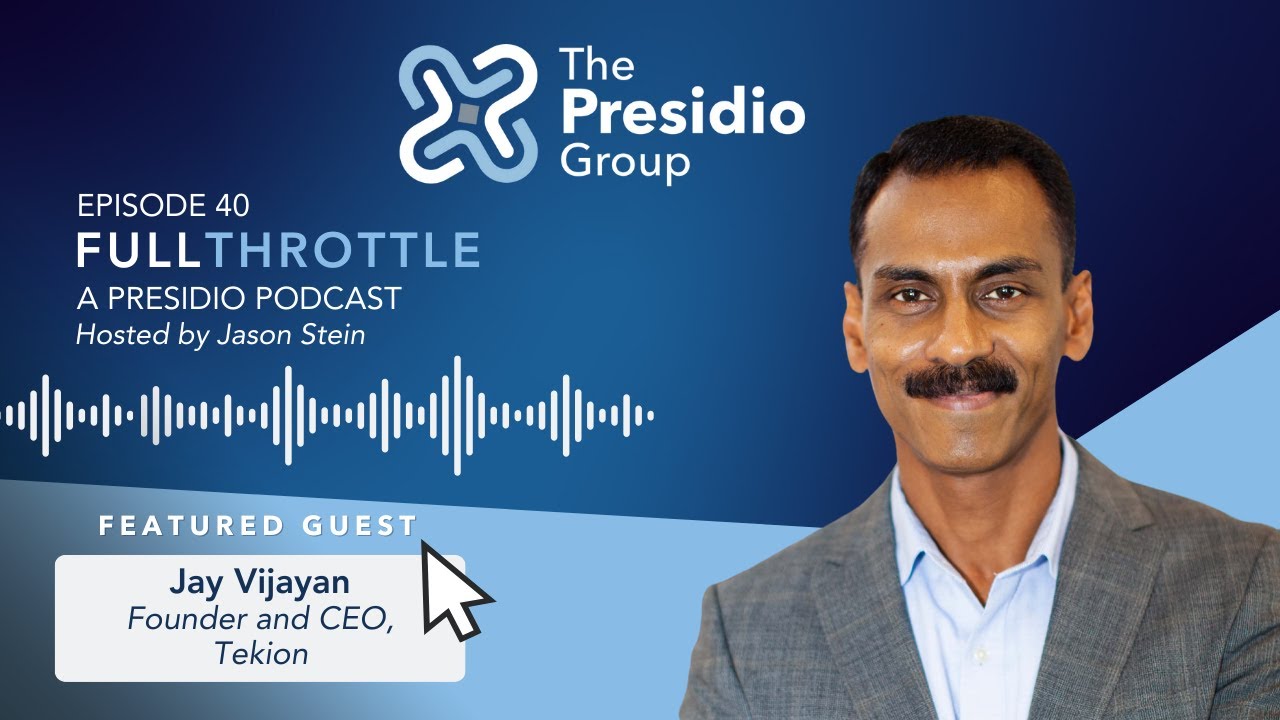 The
Presidio
Group
EPISODE 40
FULLTHROTTLE
A PRESIDIO PODCAST
Hosted by Jason Stein
FEATURED GUEST
Jay Vijayan
Founder and CEO,
Tekion